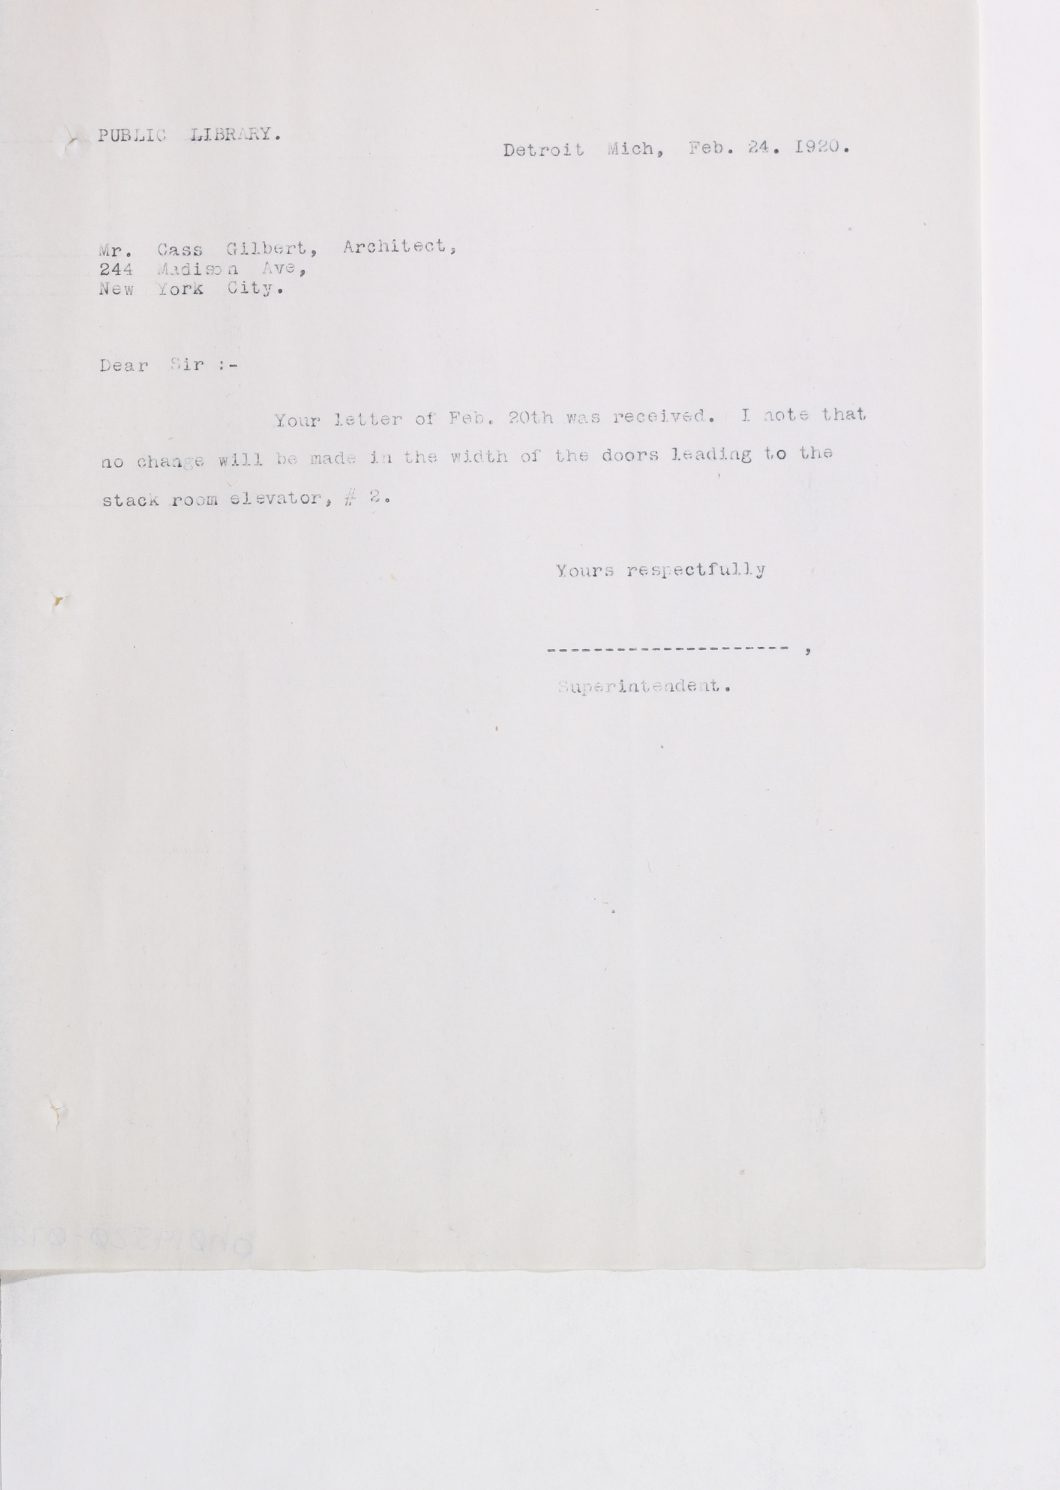 PUBLIC LIBRARY.
Detroit Mich, Feb. 24. 1920.
Mr. Cass Gilbert, Architect,
244 Madison Ave,
New York City.
Dear Sir :-
Your letter of Feb. 20th was received. I note that
no change will be made in the width of the doors leading to the
stack room elevator, # 2.
Yours respectfully
--------------------- ,
Superintendent.